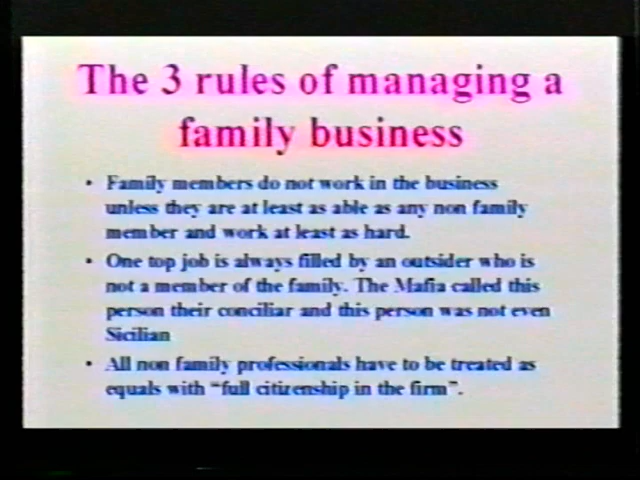 The 3 rules of managing a
family business
• Family members do not work in the business
unless they are at least as able as any non family
member and work at least as hard.
• One top job is always filled by an outsider who is
not a member of the family. The Mafia called this
person their conciliar and this person was not even
Sicilian
• All non family professionals have to be treated as
equals with “full citizenship in the firm”.